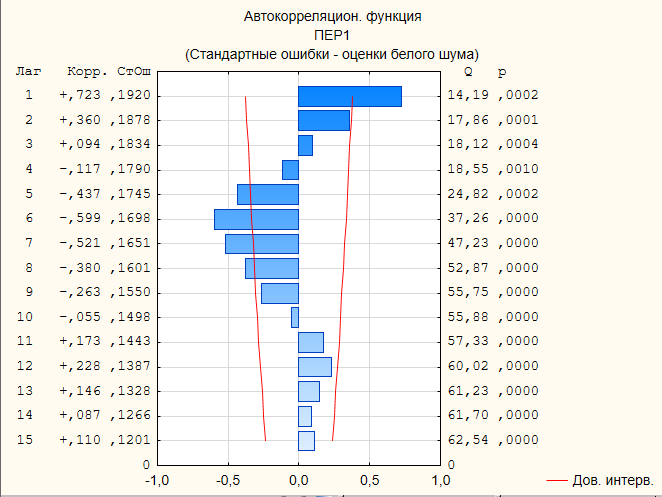 Автокорреляцион. функция
ПЕР1
(Стандартные ошибки - оценки белого шума)
Лаг Корр. СтОш Q p
1 +,723 ,1920 14,19 ,0002
2 +,360 ,1878 17,86 ,0001
3 +,094 ,1834 18,12 ,0004
4 -,117 ,1790 18,55 ,0010
5 -,437 ,1745 24,82 ,0002
6 -,599 ,1698 37,26 ,0000
7 -,521 ,1651 47,23 ,0000
8 -,380 ,1601 52,87 ,0000
9 -,263 ,1550 55,75 ,0000
10 -,055 ,1498 55,88 ,0000
11 +,173 ,1443 57,33 ,0000
12 +,228 ,1387 60,02 ,0000
13 +,146 ,1328 61,23 ,0000
14 +,087 ,1266 61,70 ,0000
15 +,110 ,1201 62,54 ,0000
0 0
-1,0 -0,5 0,0 0,5 1,0
Дов. интерв.